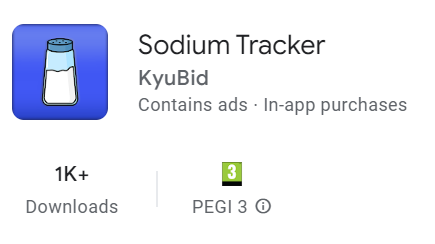 Sodium Tracker
KyuBid
Contains ads · In-app purchases
1K+
3
Downloads
PEGI 3